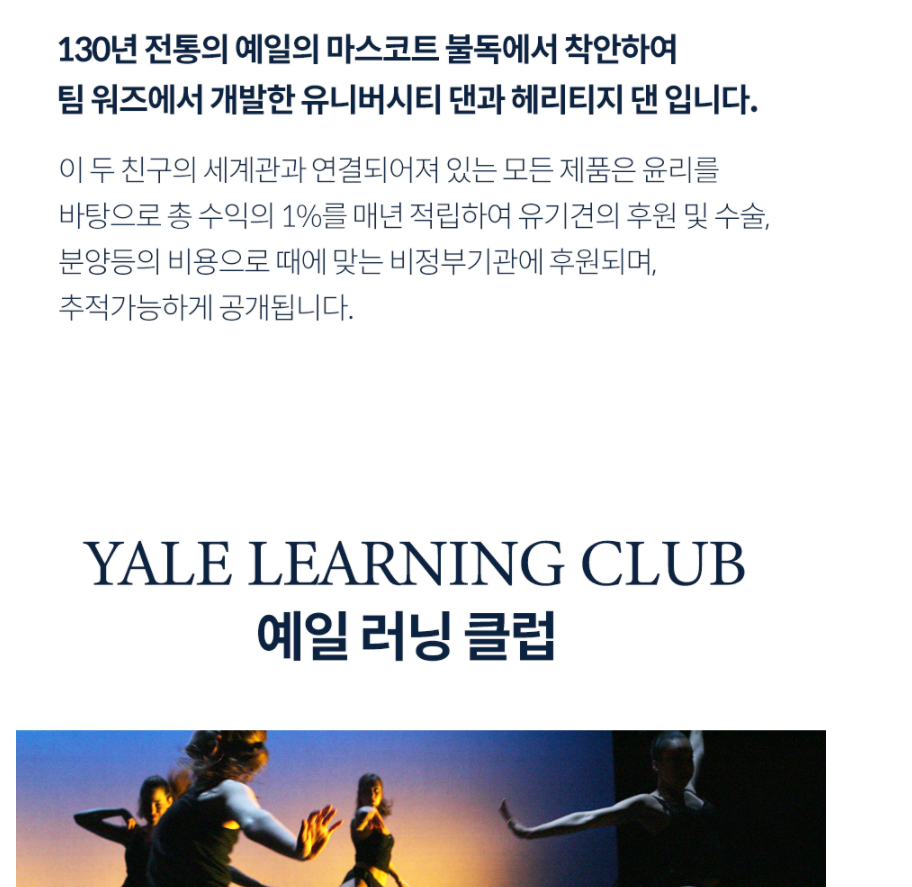 130년 전통의 예일의 마스코트 불독에서 착안하여
팀 워즈에서 개발한 유니버시티 댄과 헤리티지 댄 입니다.
이 두 친구의 세계관과 연결되어져 있는 모든 제품은 윤리를
바탕으로 총 수익의 1%를 매년 적립하여 유기견의 후원 및 수술,
분양등의 비용으로 때에 맞는 비정부기관에 후원되며,
추적가능하게 공개됩니다.
YALE LEARNING CLUB
예일 러닝 클럽